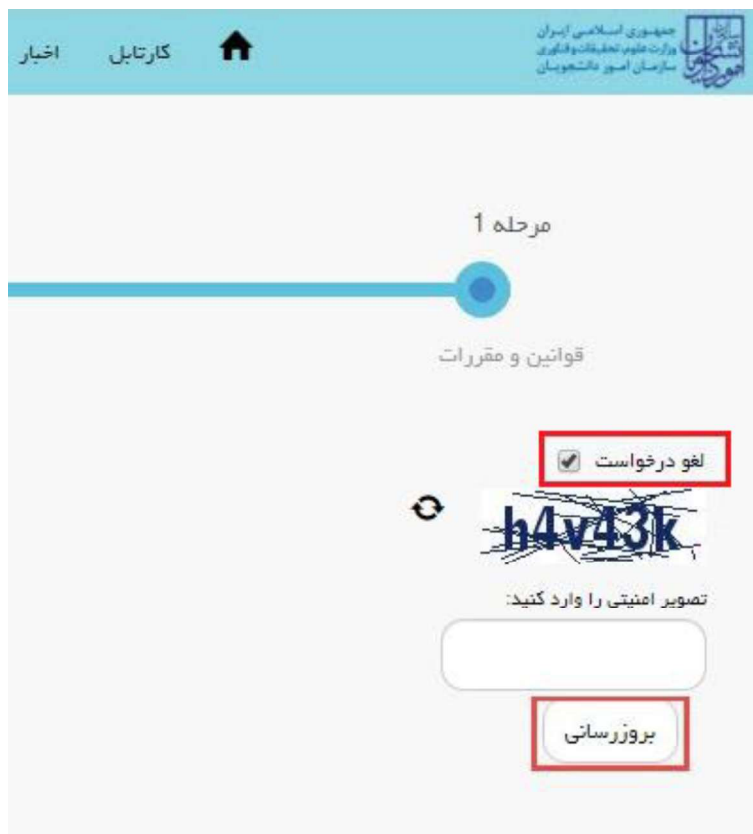 جمهوری اسلامی ایران
وزارت علوم، تحقیقات و فناوری
سازمان امور دانشجویان
کارتابل
اخبار
مرحله 1
قوانین و مقررات
لغو درخواست
h4v43k
تصویر امنیتی را وارد کنید:
بروزرسانی